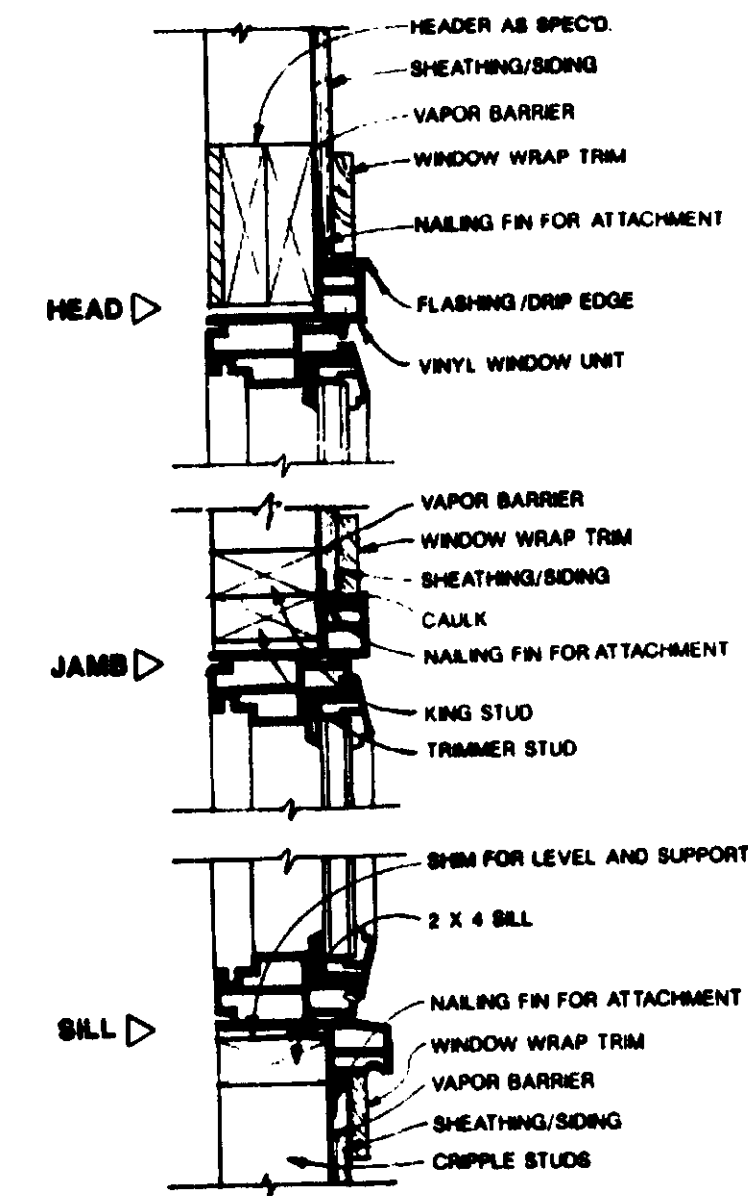 HEADER AS SPEC'D.
SHEATHING/SIDING
VAPOR BARRIER
WINDOW WRAP TRIM
NAILING FIN FOR ATTACHMENT
HEAD
FLASHING/DRIP EDGE
VINYL WINDOW UNIT
VAPOR BARRIER
WINDOW WRAP TRIM
SHEATHING/SIDING
CAULK
NAILING FIN FOR ATTACHMENT
JAMB
KING STUD
TRIMMER STUD
SHIM FOR LEVEL AND SUPPORT
2 X 4 SILL
NAILING FIN FOR ATTACHMENT
SILL
WINDOW WRAP TRIM
VAPOR BARRIER
SHEATHING/SIDING
CRIPPLE STUDS